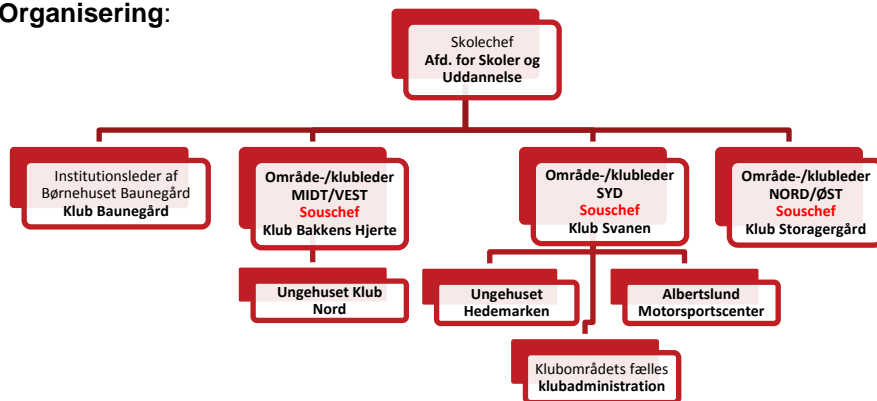 Organisering:
Skolechef
Afd. for Skoler og
Uddannelse
Institutionsleder af
Børnehuset Baunegård
Klub Baunegård
Område-/klubleder
MIDT/VEST
Souschef
Klub Bakkens Hjerte
Område-/klubleder
SYD
Souschef
Klub Svanen
Område-/klubleder
NORD/ØST
Souschef
Klub Storagergård
Ungehuset Klub
Nord
Ungehuset
Hedemarken
Albertslund
Motorsportscenter
Klubområdets fælles
klubadministration